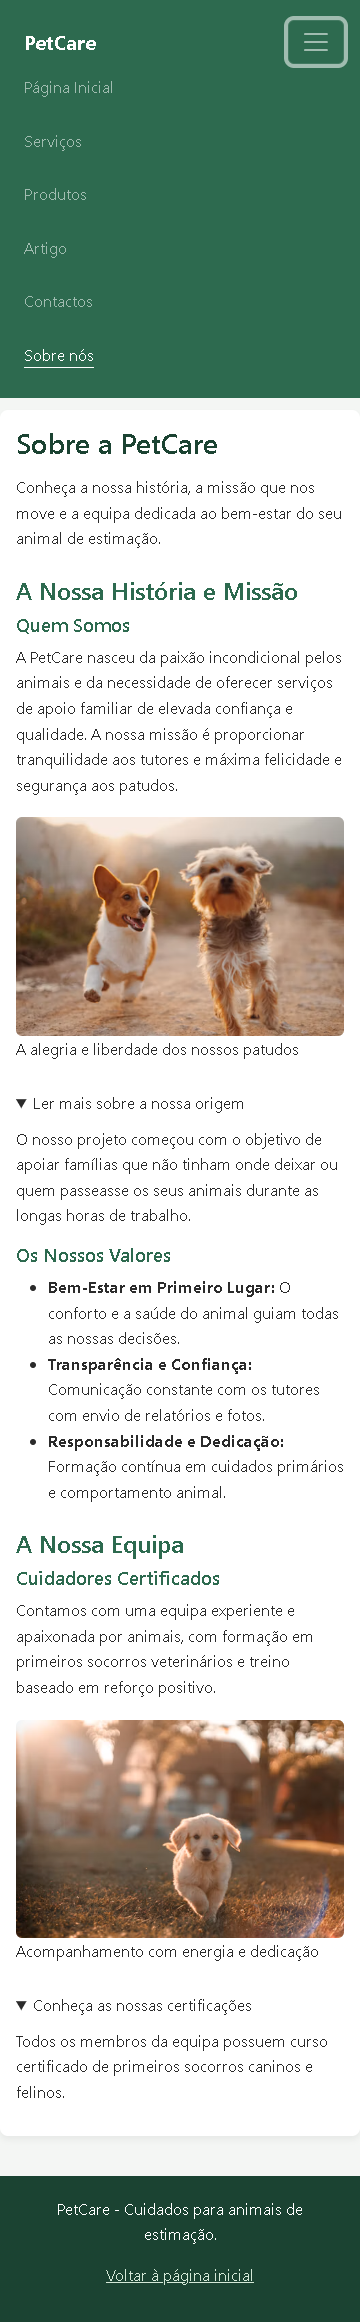 PetCare
Página Inicial
Serviços
Produtos
Artigo
Contactos
Sobre nós
Sobre a PetCare
Conheça a nossa história, a missão que nos
move e a equipa dedicada ao bem-estar do seu
animal de estimação.
A Nossa História e Missão
Quem Somos
A PetCare nasceu da paixão incondicional pelos
animais e da necessidade de oferecer serviços
de apoio familiar de elevada confiança e
qualidade. A nossa missão é proporcionar
tranquilidade aos tutores e máxima felicidade e
segurança aos patudos.
A alegria e liberdade dos nossos patudos
Ler mais sobre a nossa origem
O nosso projeto começou com o objetivo de
apoiar famílias que não tinham onde deixar ou
quem passeasse os seus animais durante as
longas horas de trabalho.
Os Nossos Valores
Bem-Estar em Primeiro Lugar: O
conforto e a saúde do animal guiam todas
as nossas decisões.
Transparência e Confiança:
Comunicação constante com os tutores
com envio de relatórios e fotos.
Responsabilidade e Dedicação:
Formação contínua em cuidados primários
e comportamento animal.
A Nossa Equipa
Cuidadores Certificados
Contamos com uma equipa experiente e
apaixonada por animais, com formação em
primeiros socorros veterinários e treino
baseado em reforço positivo.
Acompanhamento com energia e dedicação
Conheça as nossas certificações
Todos os membros da equipa possuem curso
certificado de primeiros socorros caninos e
felinos.
PetCare - Cuidados para animais de
estimação.
Voltar à página inicial